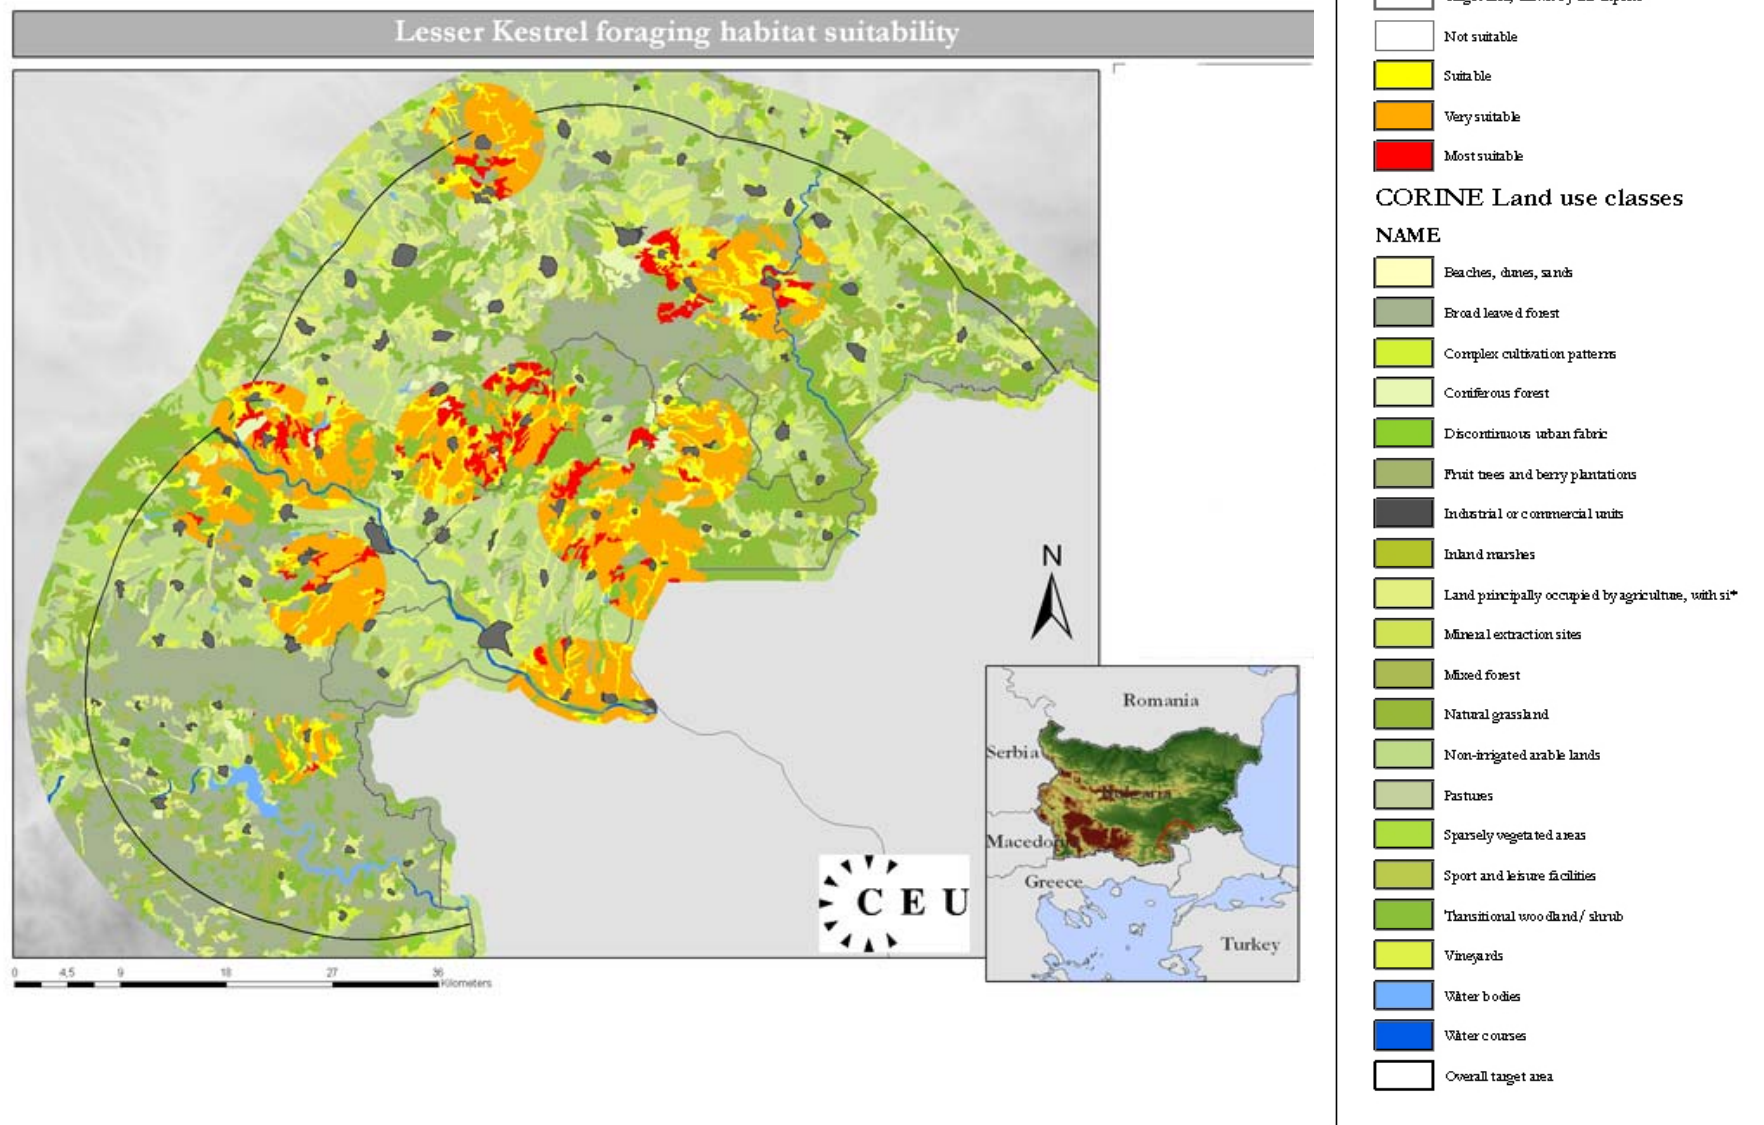 Lesser Kestrel foraging habitat suitability
N
Romania
Serbia
Bulgaria
Macedo
Greece
Turkey
C E U
0 4,5 9 18 27 36
Kilometers
Not suitable
Suitable
Very suitable
Most suitable
CORINE Land use classes
NAME
Beaches, dunes, sands
Broad leaved forest
Complex cultivation patterns
Coniferous forest
Discontinuous urban fabric
Fruit trees and berry plantations
Industrial or commercial units
Inland marshes
Land principally occupied by agriculture, with si*
Mineral extraction sites
Mixed forest
Natural grassland
Non-irrigated arable lands
Pastures
Sparsely vegetated areas
Sport and leisure facilities
Transitional woodland/ shrub
Vineyards
Water bodies
Water courses
Overall target area